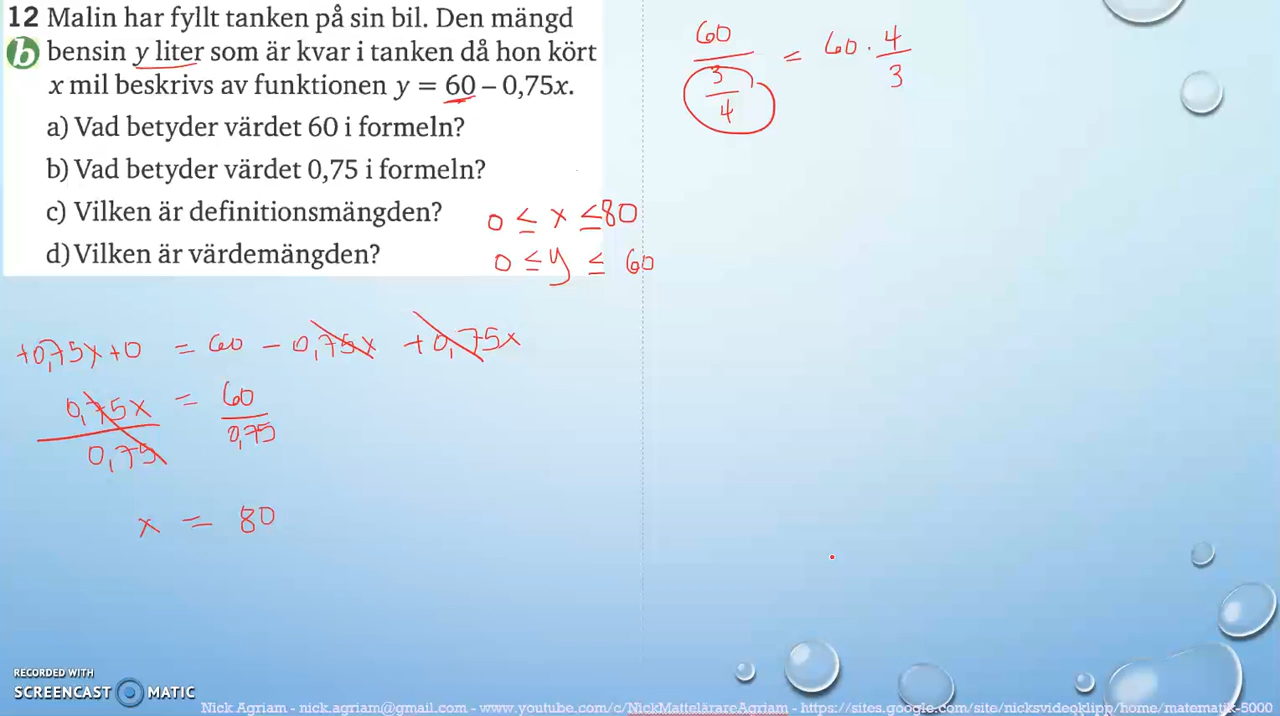 12 Malin har fyllt tanken på sin bil. Den mängd
b bensin y liter som är kvar i tanken då hon kört
x mil beskrivs av funktionen y = 60 – 0,75x.
a) Vad betyder värdet 60 i formeln?
b) Vad betyder värdet 0,75 i formeln?
c) Vilken är definitionsmängden? 0 ≤ x ≤ 80
d) Vilken är värdemängden? 0 ≤ y ≤ 60
+0,75x+0 = 60 - 0,75x + 0,75x
0,75x = 60
0,75 0,75
x = 80
60
3 = 60 · 4
4 3
RECORDED WITH
SCREENCAST MATIC
Nick Agriam - nick.agriam@gmail.com - www.youtube.com/c/NickMattelärarcAgriam - https://sites.google.com/site/nicksvideoklipp/home/matematik-5000